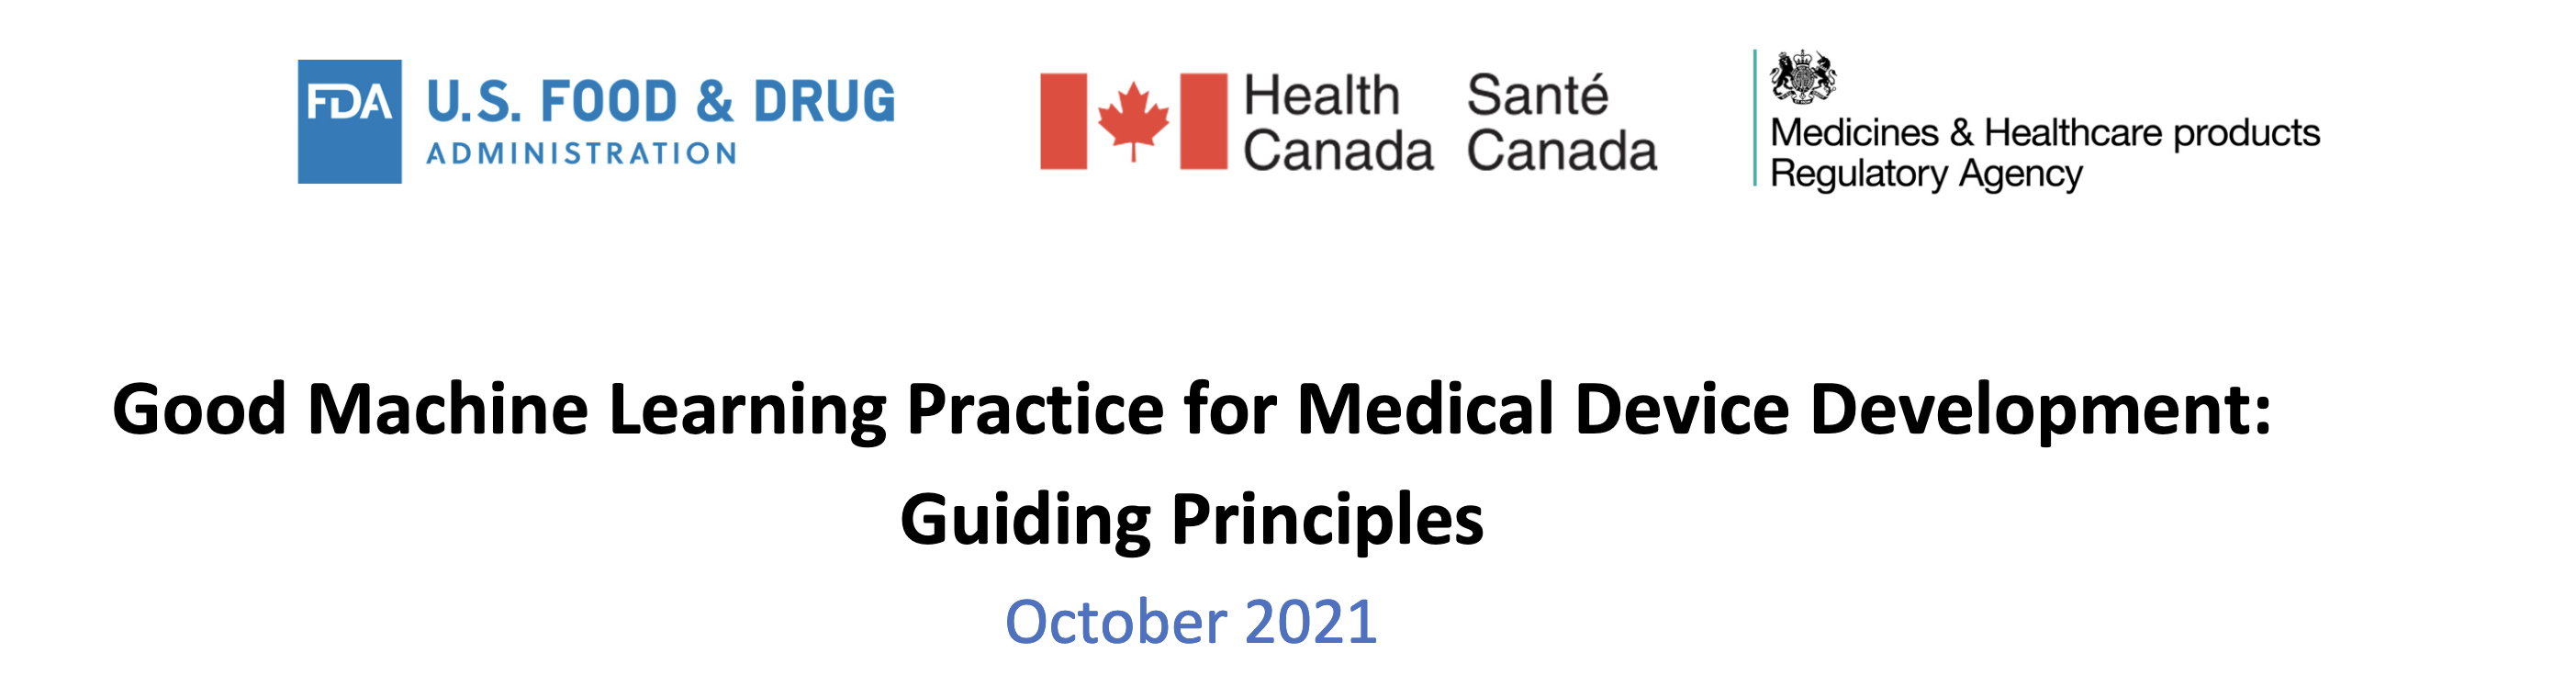 FDA U.S. FOOD & DRUG
ADMINISTRATION
Health Santé
Canada Canada
Medicines & Healthcare products
Regulatory Agency
Good Machine Learning Practice for Medical Device Development:
Guiding Principles
October 2021